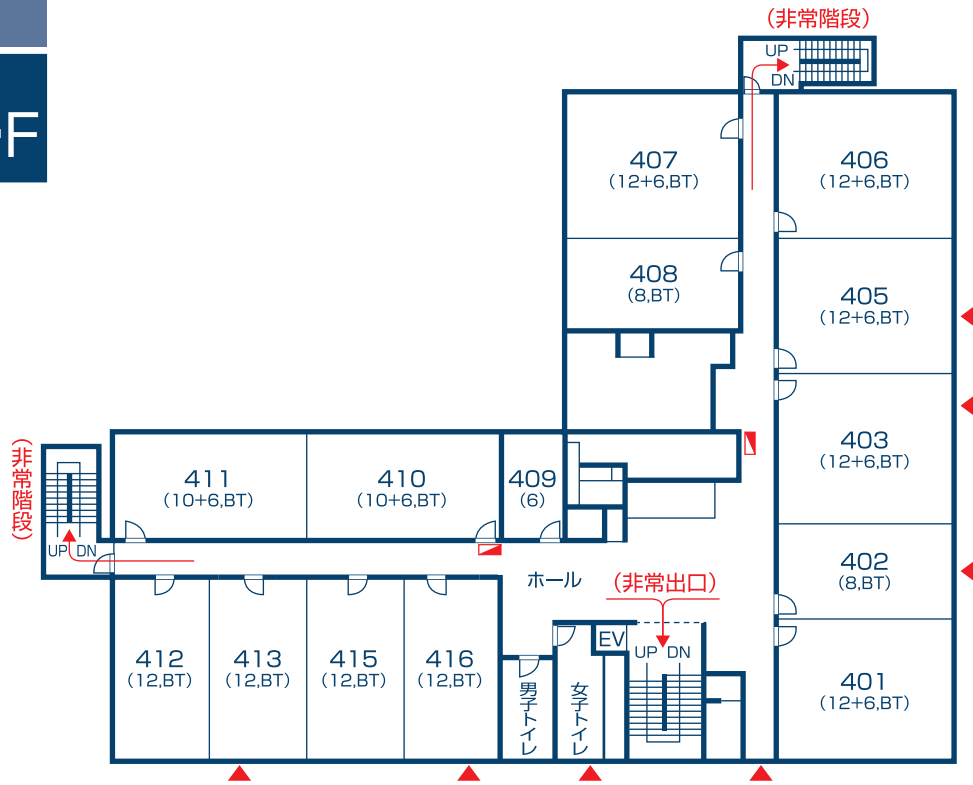 (非常階段)
UP
DN
F
407
(12+6,BT)
406
(12+6,BT)
408
(8,BT)
405
(12+6,BT)
403
(12+6,BT)
(非常階段)
411
(10+6,BT)
410
(10+6,BT)
409
(6)
UP DN
402
(8,BT)
ホール
(非常出口)
EV
UP DN
412
(12,BT)
413
(12,BT)
415
(12,BT)
416
(12,BT)
男子トイレ
女子トイレ
401
(12+6,BT)